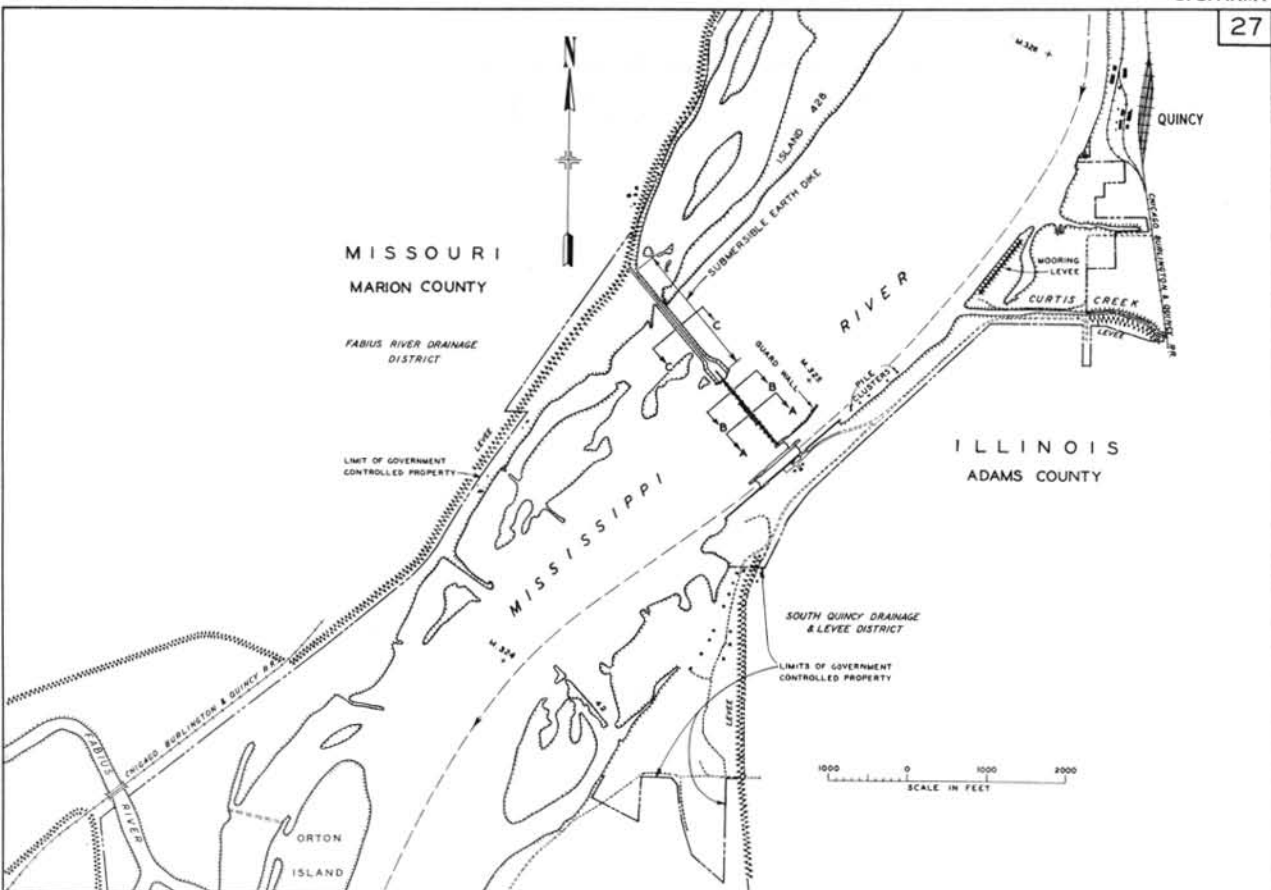 27
N
M. 326
QUINCY
ISLAND 428
SUBMERSIBLE EARTH DIKE
MISSOURI
MARION COUNTY
CHICAGO BURLINGTON & QUINCY RR
MOORING
LEVEE
CURTIS CREEK
LEVEE
RIVER
FABIUS RIVER DRAINAGE
DISTRICT
C
C
GUARD WALL
M. 325
PILE
CLUSTERS
B
A
B
A
LEVEE
LIMIT OF GOVERNMENT
CONTROLLED PROPERTY
ILLINOIS
ADAMS COUNTY
MISSISSIPPI
SOUTH QUINCY DRAINAGE
& LEVEE DISTRICT
M. 324
LIMITS OF GOVERNMENT
CONTROLLED PROPERTY
CHICAGO BURLINGTON & QUINCY RR
LEVEE
FABIUS
RIVER
1000 0 1000 2000
SCALE IN FEET
ORTON
ISLAND